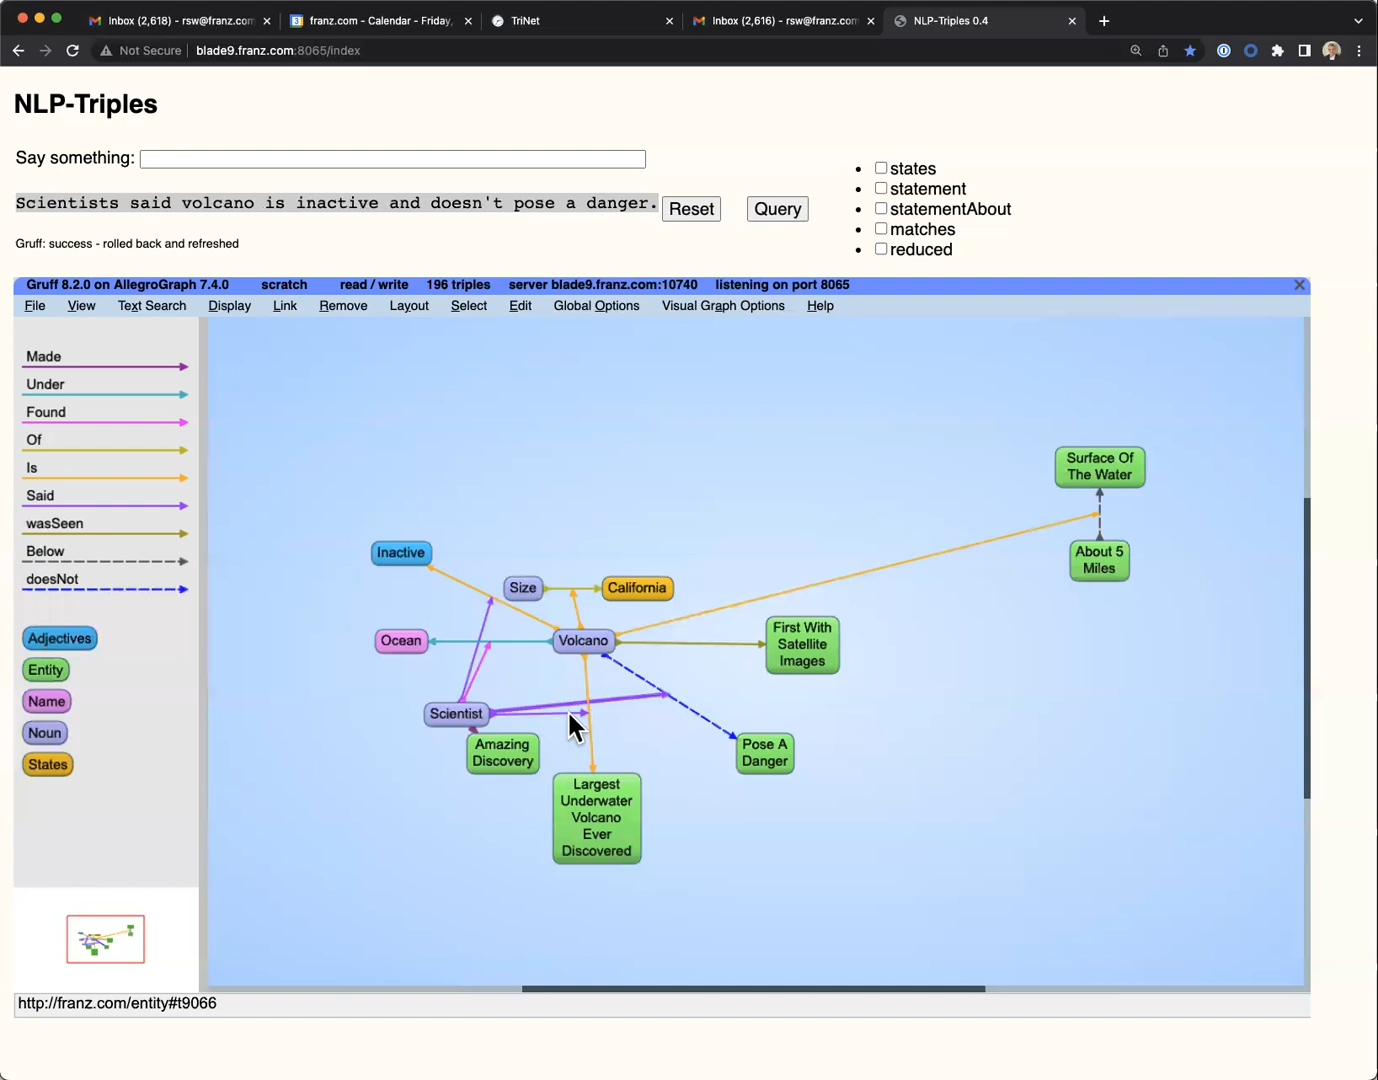 Inbox (2,618) - rsw@franz.com
franz.com - Calendar - Friday,
TriNet
Inbox (2,616) - rsw@franz.com
NLP-Triples 0.4
Not Secure
blade9.franz.com:8065/index
NLP-Triples
Say something:
Scientists said volcano is inactive and doesn't pose a danger.
Reset
Query
Gruff: success - rolled back and refreshed
states
statement
statementAbout
matches
reduced
Gruff 8.2.0 on AllegroGraph 7.4.0 scratch read / write 196 triples server blade9.franz.com:10740 listening on port 8065
File View Text Search Display Link Remove Layout Select Edit Global Options Visual Graph Options Help
Made
Under
Found
Of
Is
Said
wasSeen
Below
doesNot
Adjectives
Entity
Name
Noun
States
Surface Of
The Water
About 5
Miles
Inactive
Size
California
Ocean
Volcano
First With
Satellite
Images
Scientist
Amazing
Discovery
Pose A
Danger
Largest
Underwater
Volcano
Ever
Discovered
http://franz.com/entity#t9066